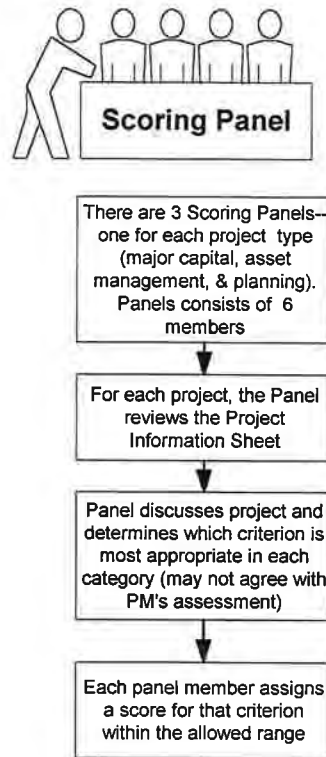 Scoring Panel
There are 3 Scoring Panels--
one for each project type
(major capital, asset
management, & planning).
Panels consists of 6
members
For each project, the Panel
reviews the Project
Information Sheet
Panel discusses project and
determines which criterion is
most appropriate in each
category (may not agree with
PM's assessment)
Each panel member assigns
a score for that criterion
within the allowed range